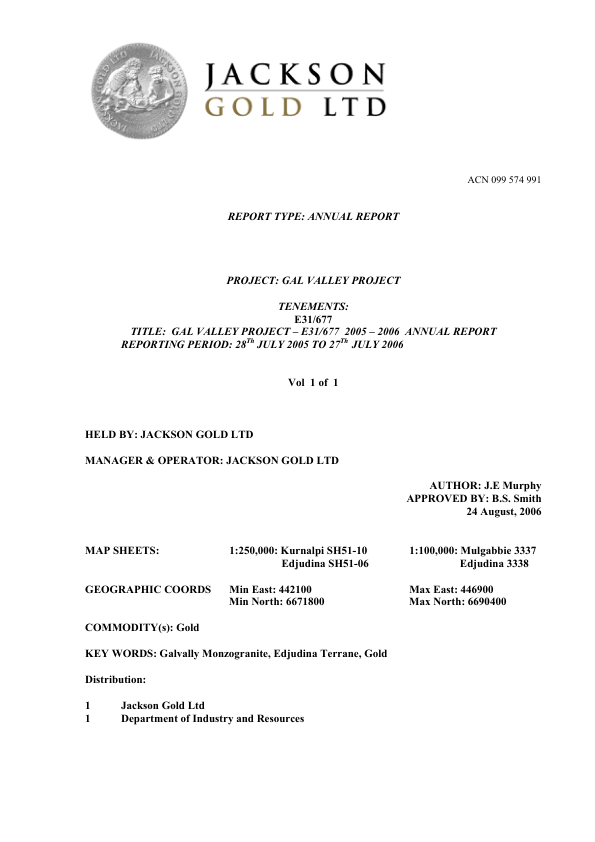 JACKSON GOLD LTD JACKSON GOLD LTD
JACKSON
GOLD LTD
ACN 099 574 991
REPORT TYPE: ANNUAL REPORT
PROJECT: GAL VALLEY PROJECT
TENEMENTS:
E31/677
TITLE: GAL VALLEY PROJECT – E31/677 2005 – 2006 ANNUAL REPORT
REPORTING PERIOD: 28Th JULY 2005 TO 27Th JULY 2006
Vol 1 of 1
HELD BY: JACKSON GOLD LTD
MANAGER & OPERATOR: JACKSON GOLD LTD
AUTHOR: J.E Murphy
APPROVED BY: B.S. Smith
24 August, 2006
MAP SHEETS: 1:250,000: Kurnalpi SH51-10 1:100,000: Mulgabbie 3337
Edjudina SH51-06 Edjudina 3338
GEOGRAPHIC COORDS Min East: 442100 Max East: 446900
Min North: 6671800 Max North: 6690400
COMMODITY(s): Gold
KEY WORDS: Galvally Monzogranite, Edjudina Terrane, Gold
Distribution:
1 Jackson Gold Ltd
1 Department of Industry and Resources